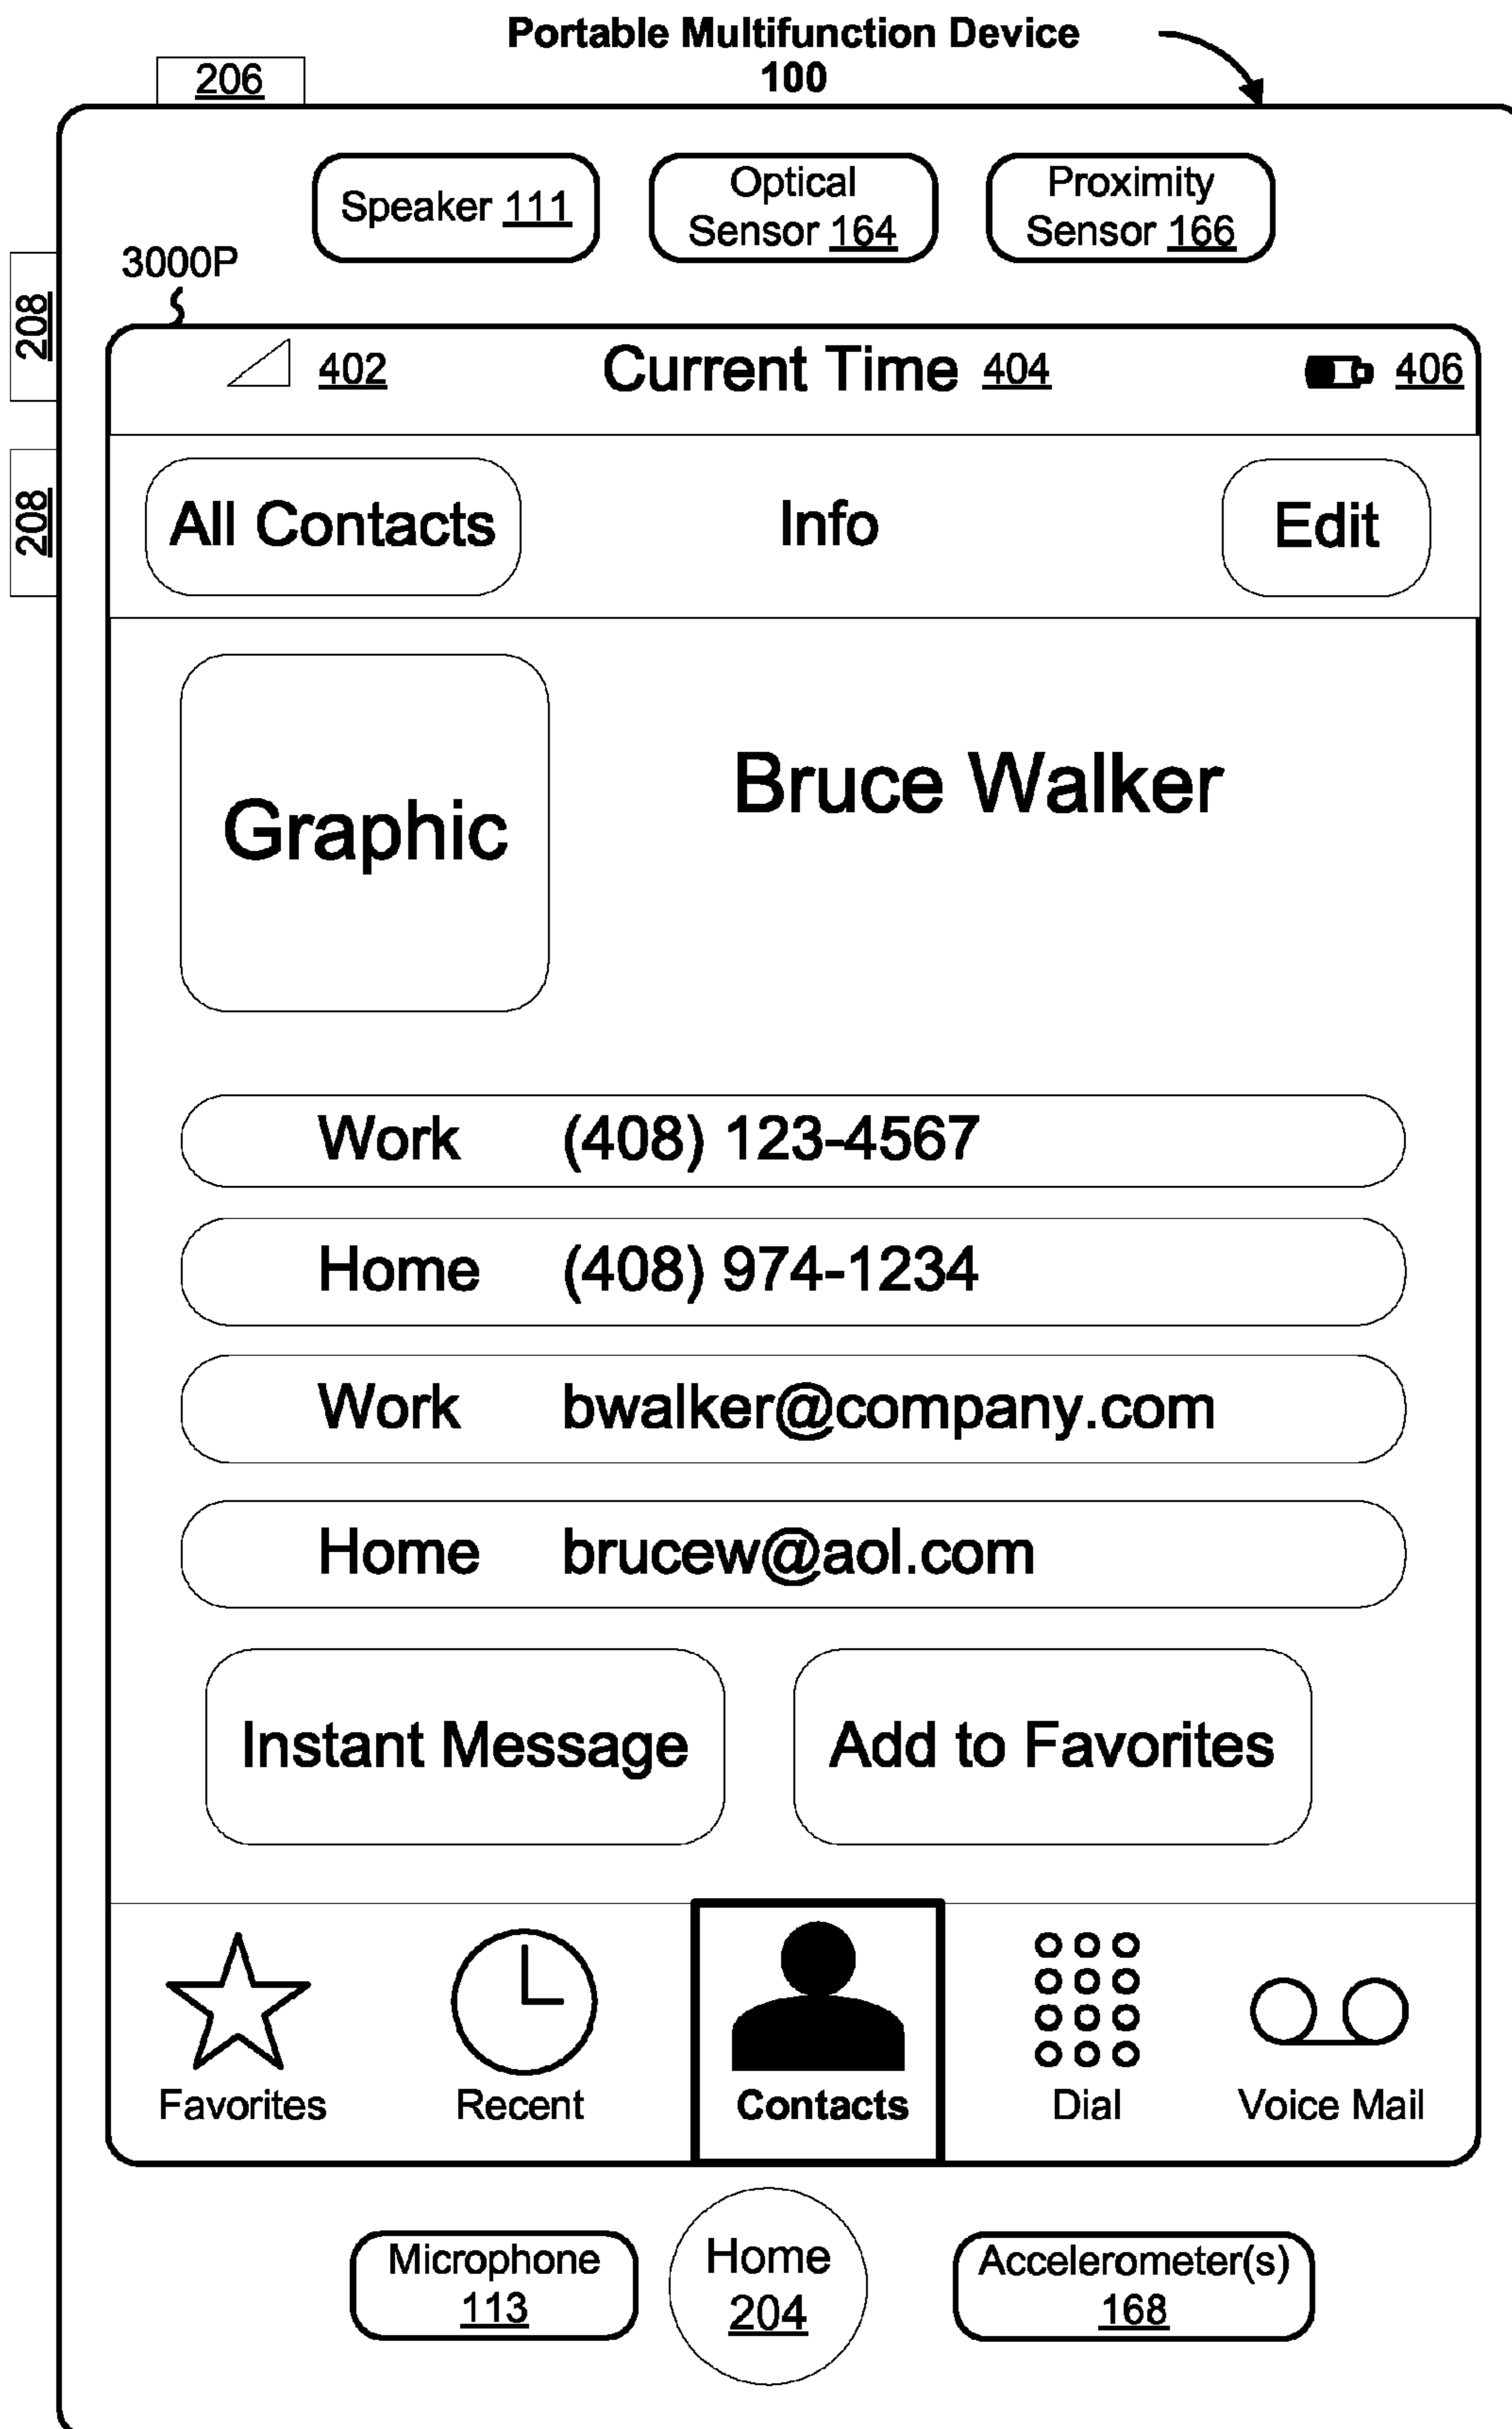 Portable Multifunction Device
100
206
Speaker 111
Optical
Sensor 164
Proximity
Sensor 166
3000P
208
208
402
Current Time 404
406
All Contacts
Info
Edit
Graphic
Bruce Walker
Work (408) 123-4567
Home (408) 974-1234
Work bwalker@company.com
Home brucew@aol.com
Instant Message
Add to Favorites
Favorites
Recent
Contacts
Dial
Voice Mail
Microphone
113
Home
204
Accelerometer(s)
168